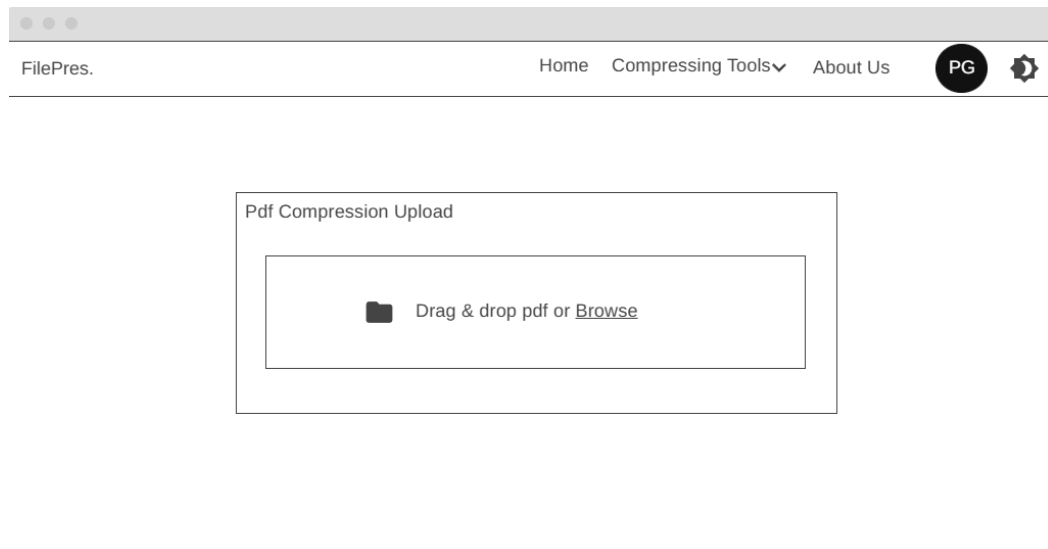 FilePres.
Home Compressing Tools About Us PG
Pdf Compression Upload
Drag & drop pdf or Browse